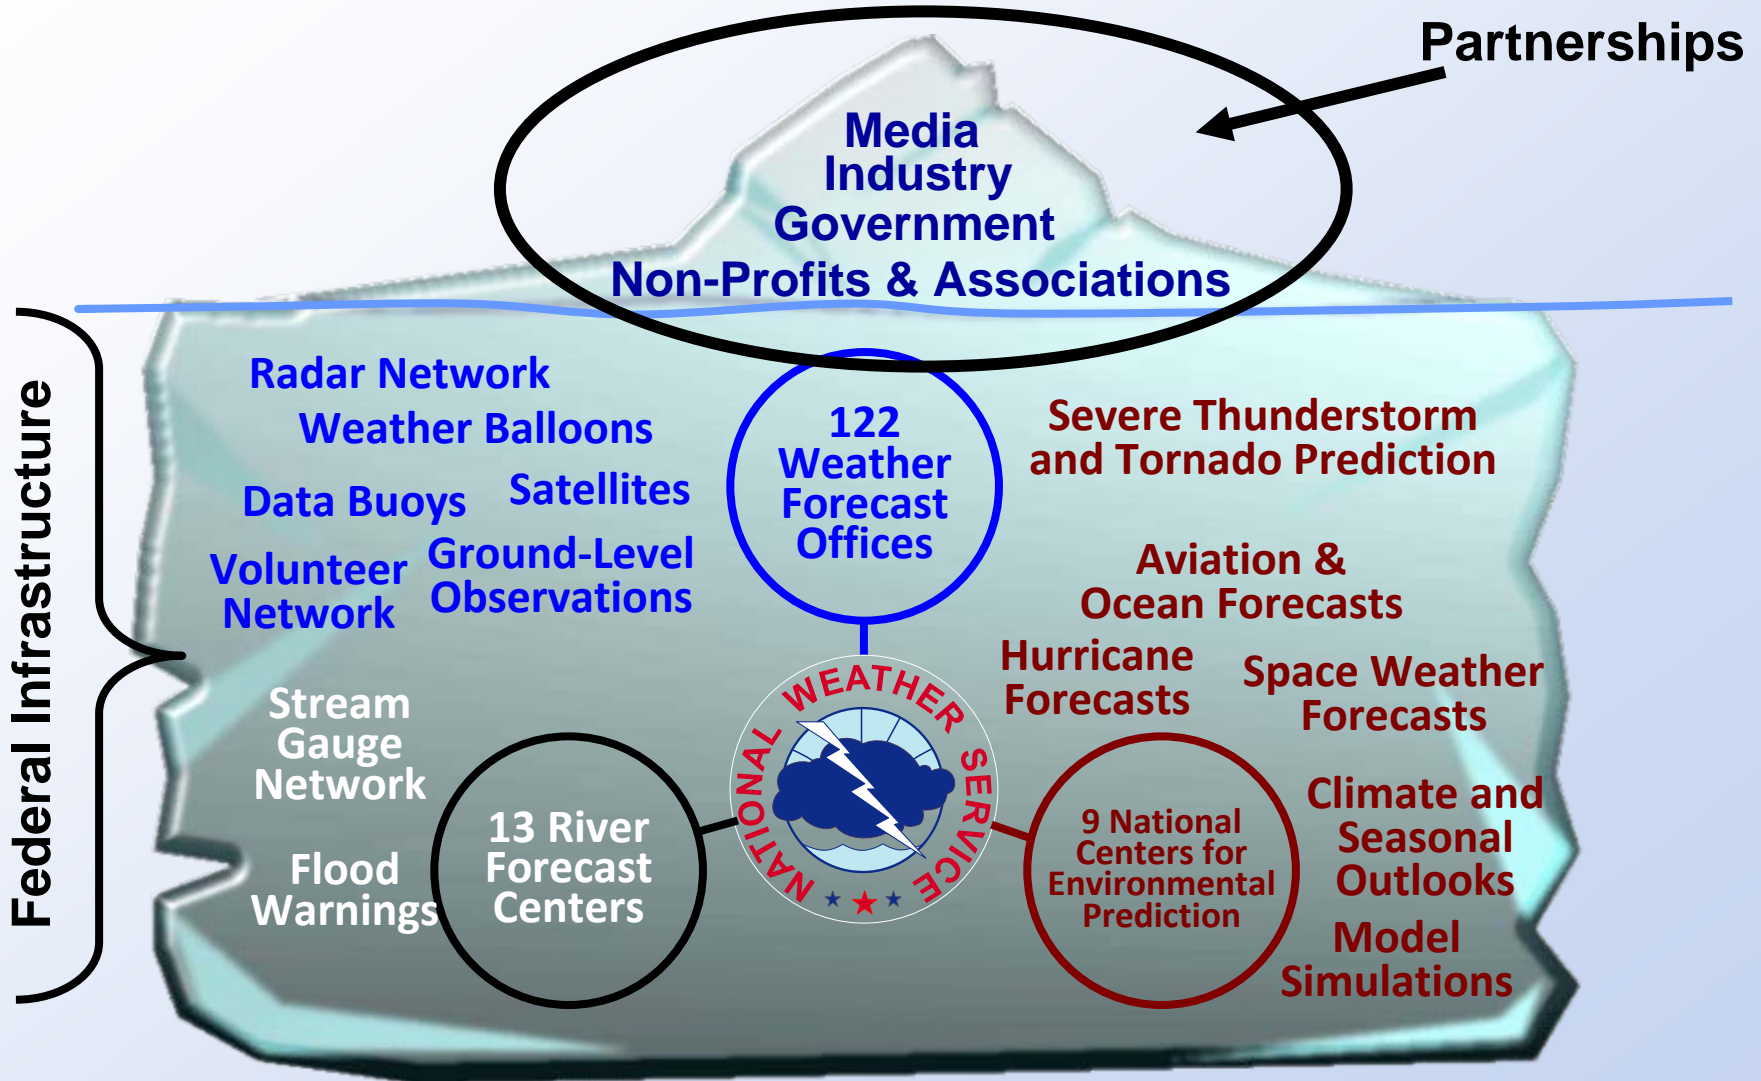 Partnerships
Media
Industry
Government
Non-Profits & Associations
Federal Infrastructure
Radar Network
Weather Balloons
Data Buoys
Satellites
Volunteer
Network
Ground-Level
Observations
122
Weather
Forecast
Offices
Severe Thunderstorm
and Tornado Prediction
Aviation &
Ocean Forecasts
Hurricane
Forecasts
Space Weather
Forecasts
Stream
Gauge
Network
Flood
Warnings
13 River
Forecast
Centers
NATIONAL WEATHER SERVICE
9 National
Centers for
Environmental
Prediction
Climate and
Seasonal
Outlooks
Model
Simulations